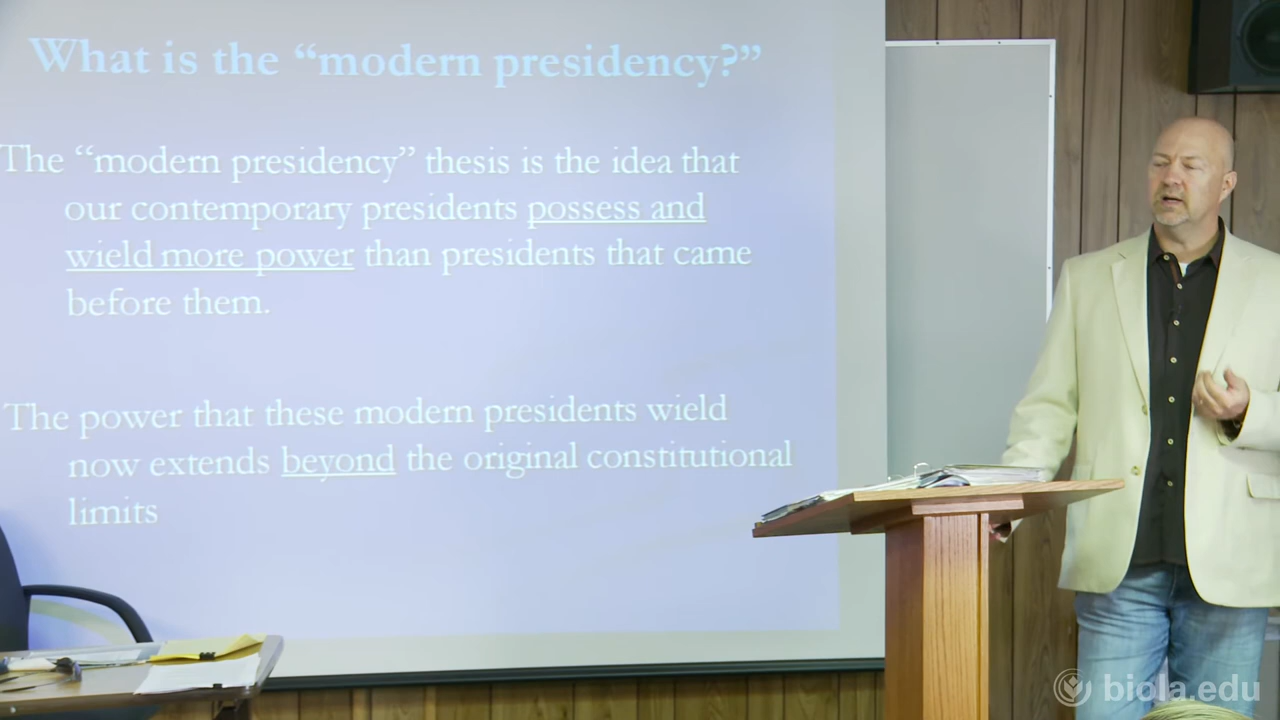 What is the “modern presidency?”
The “modern presidency” thesis is the idea that
our contemporary presidents possess and
wield more power than presidents that came
before them.
The power that these modern presidents wield
now extends beyond the original constitutional
limits
biola.edu